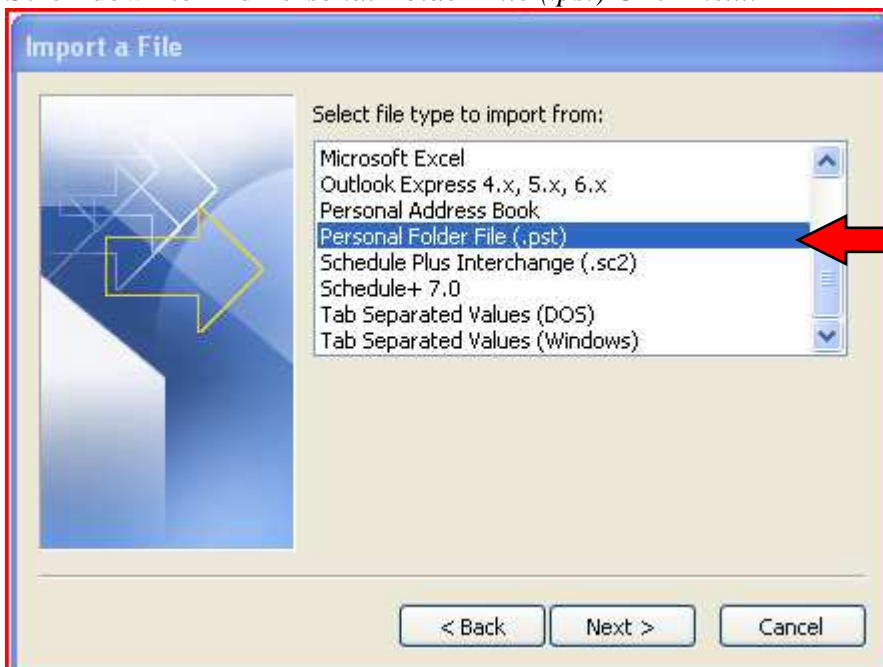 Import a File
Select file type to import from:
Microsoft Excel
Outlook Express 4.x, 5.x, 6.x
Personal Address Book
Personal Folder File (.pst)
Schedule Plus Interchange (.sc2)
Schedule+ 7.0
Tab Separated Values (DOS)
Tab Separated Values (Windows)
< Back
Next >
Cancel